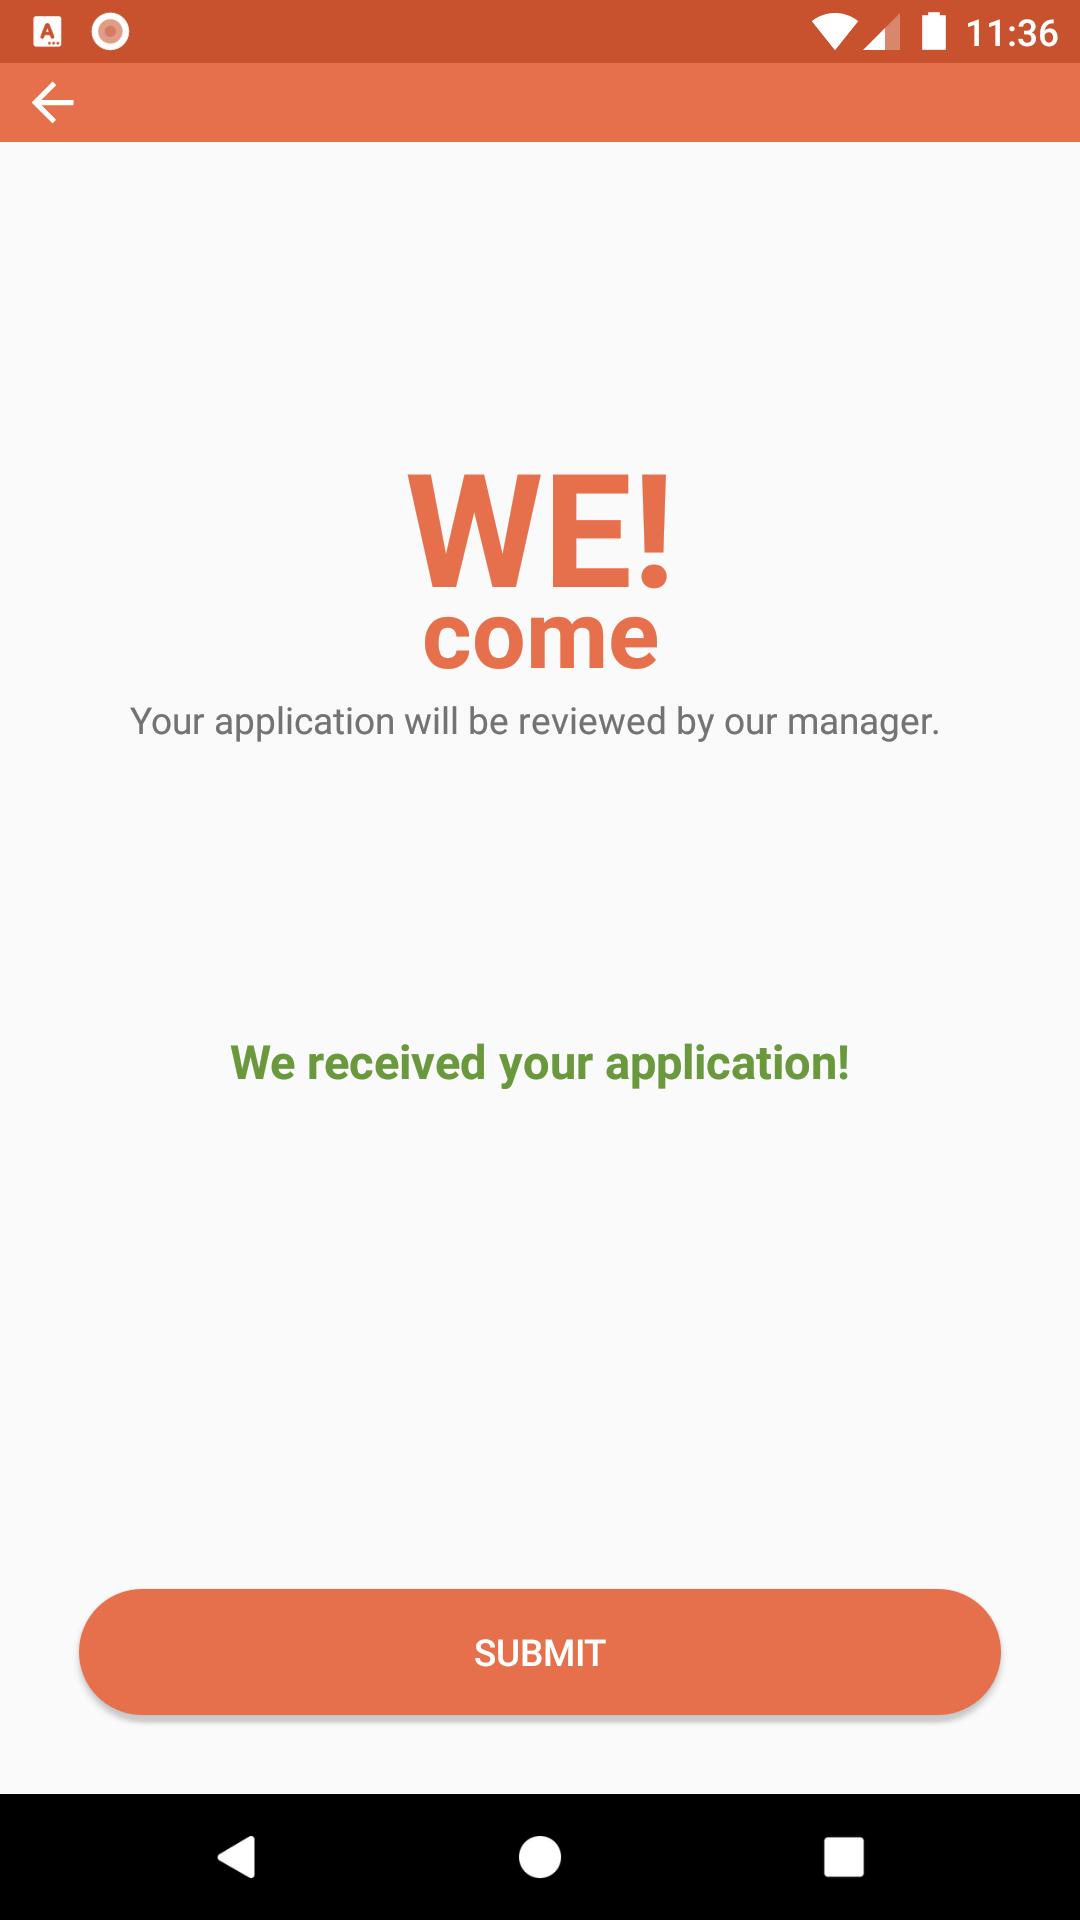 11:36
WE!
come
Your application will be reviewed by our manager.
We received your application!
SUBMIT